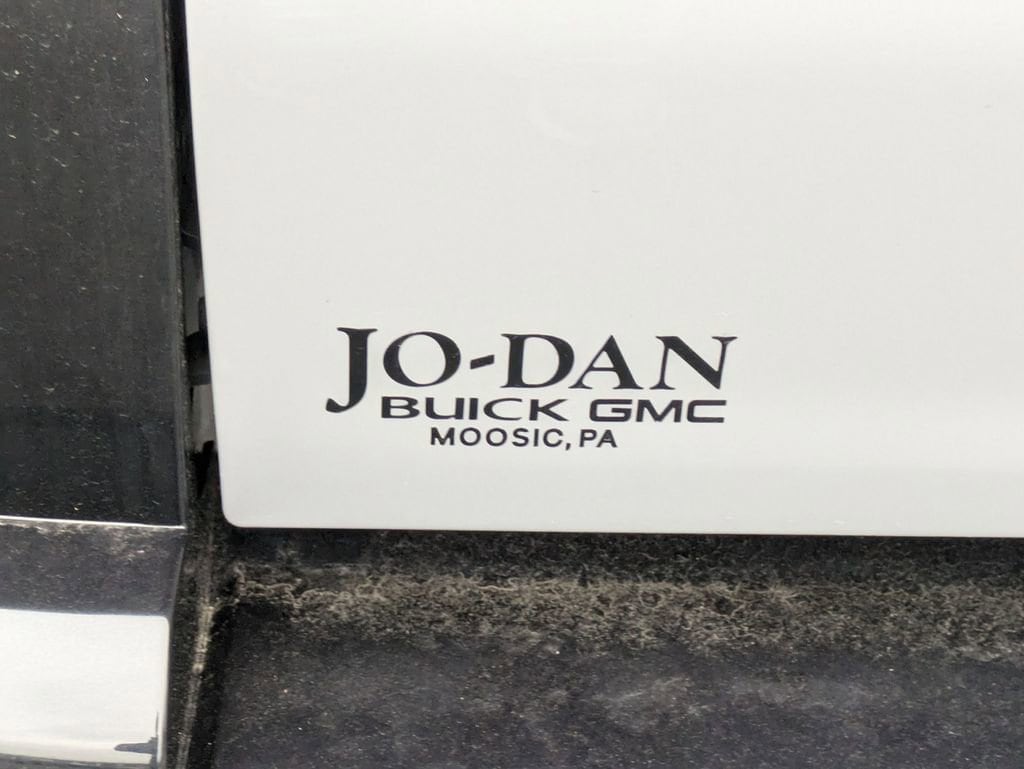 JO-DAN
BUICK GMC
MOOSIC, PA